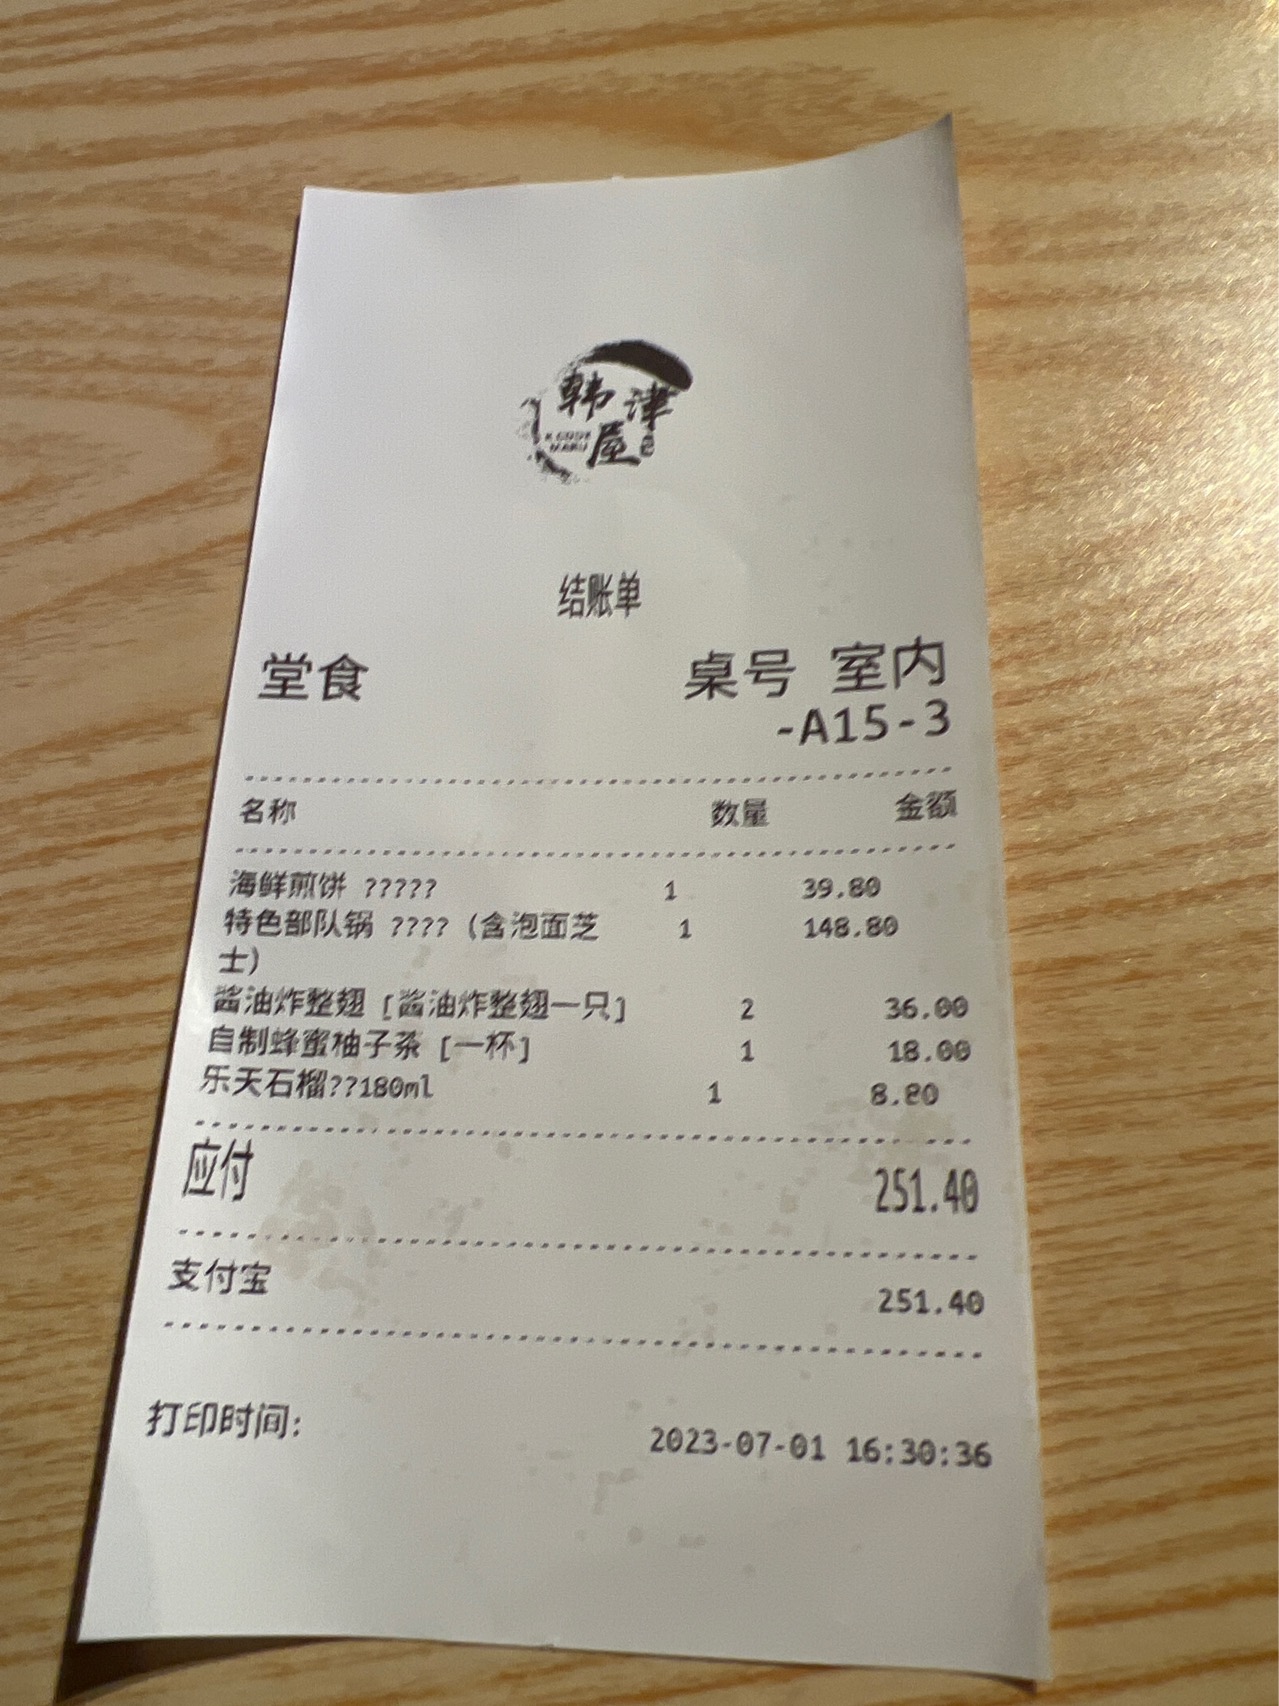 韩津
屋
结账单
堂食 桌号 室内
-A15-3
名称 数量 金额
海鲜煎饼 ????? 1 39.80
特色部队锅 ???? (含泡面芝 1 148.80
士)
酱油炸整翅 [酱油炸整翅一只] 2 36.00
自制蜂蜜柚子茶 [一杯] 1 18.00
乐天石榴??180ml 1 8.80
应付 251.40
支付宝 251.40
打印时间: 2023-07-01 16:30:36